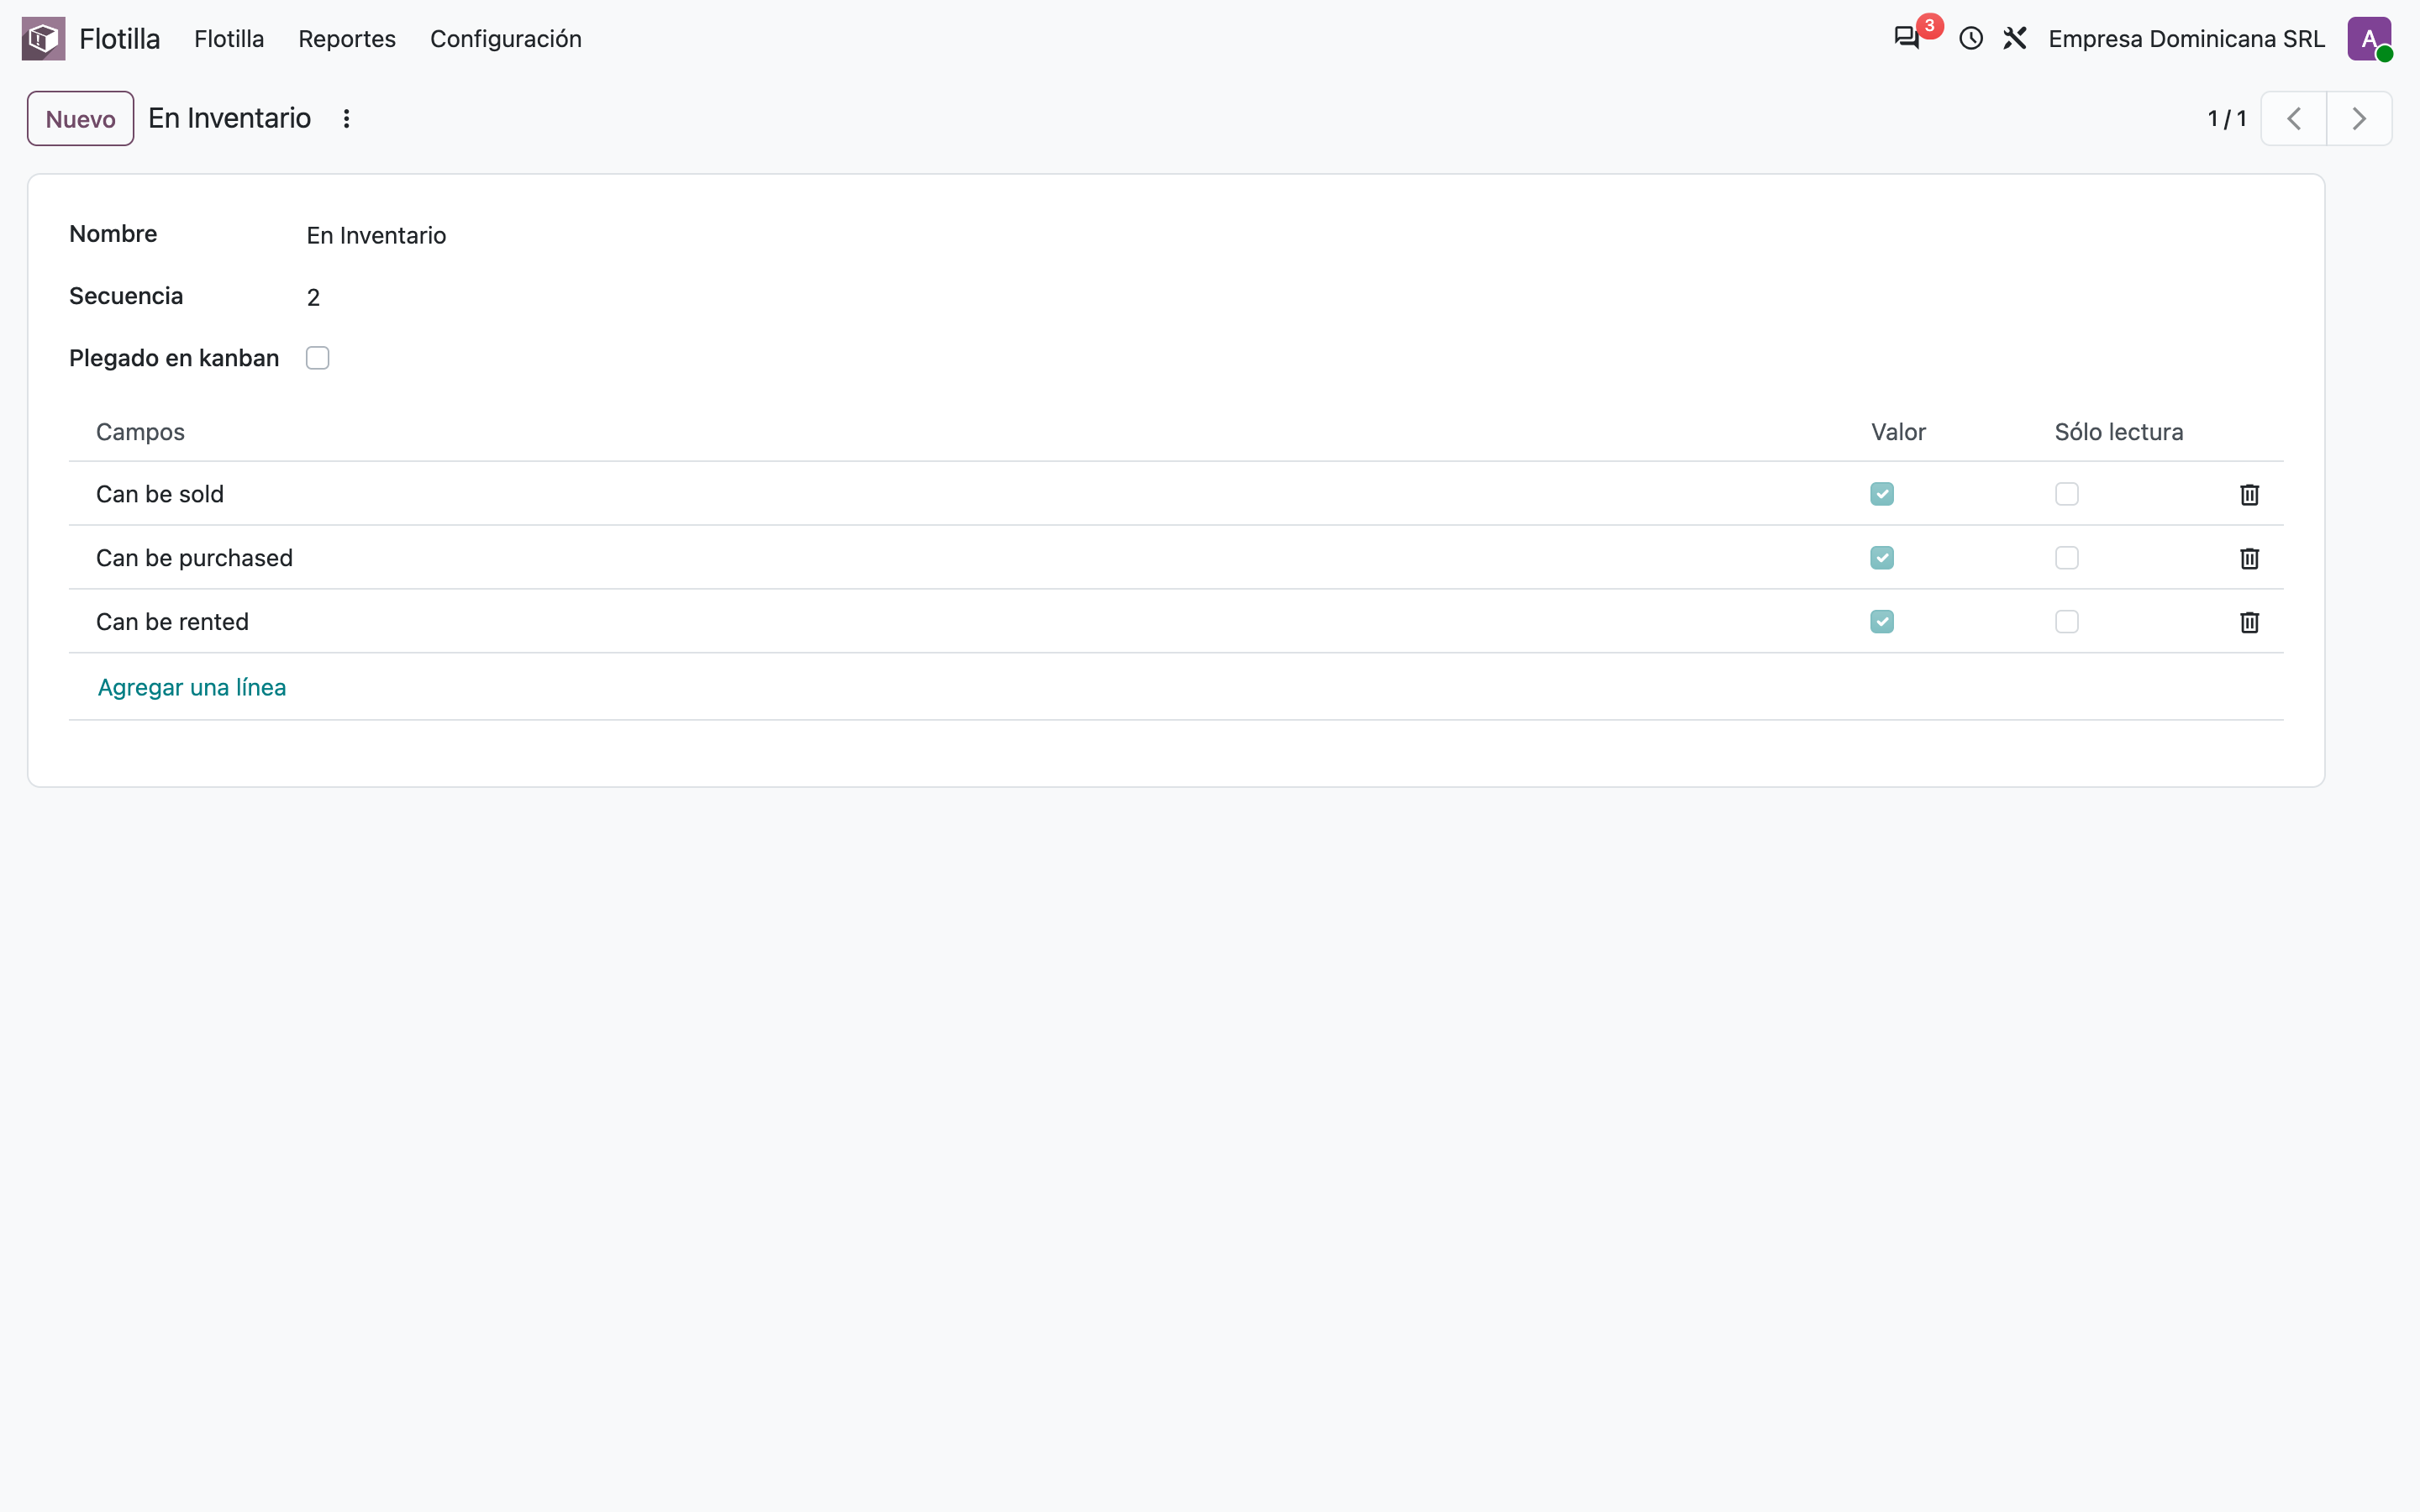 Flotilla Flotilla Reportes Configuración 3 Empresa Dominicana SRL A
Nuevo En Inventario 1 / 1
Nombre En Inventario
Secuencia 2
Plegado en kanban
Campos Valor Sólo lectura
Can be sold
Can be purchased
Can be rented
Agregar una línea